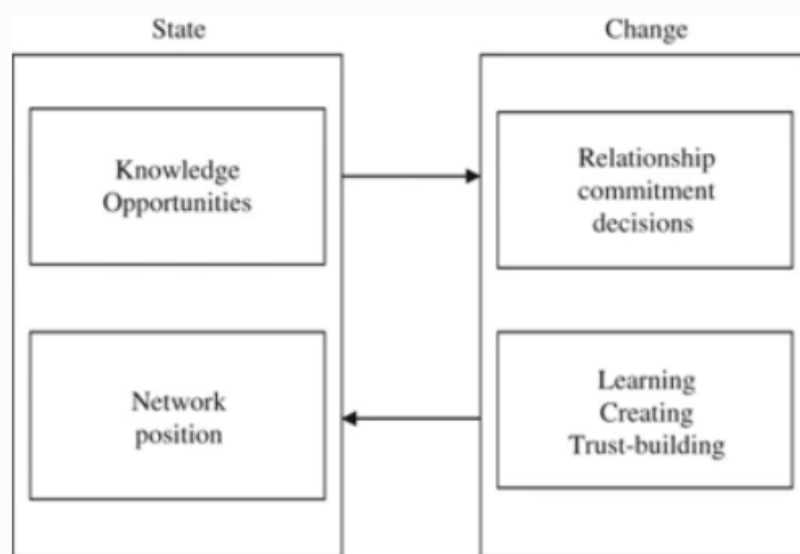 State
Change
Knowledge
Opportunities
Relationship
commitment
decisions
Network
position
Learning
Creating
Trust-building